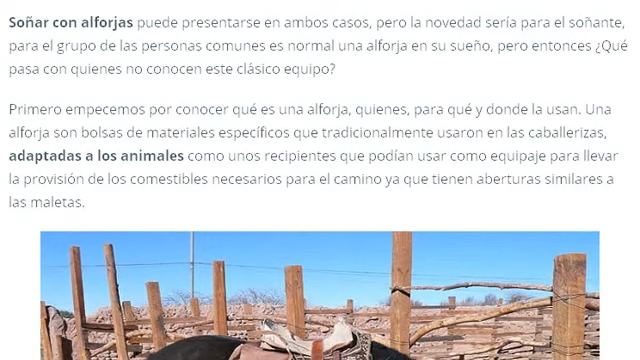 Soñar con alforjas puede presentarse en ambos casos, pero la novedad sería para el soñante,
para el grupo de las personas comunes es normal una alforja en su sueño, pero entonces ¿Qué
pasa con quienes no conocen este clásico equipo?
Primero empecemos por conocer qué es una alforja, quienes, para qué y donde la usan. Una
alforja son bolsas de materiales específicos que tradicionalmente usaron en las caballerizas,
adaptadas a los animales como unos recipientes que podían usar como equipaje para llevar
la provisión de los comestibles necesarios para el camino ya que tienen aberturas similares a
las maletas.